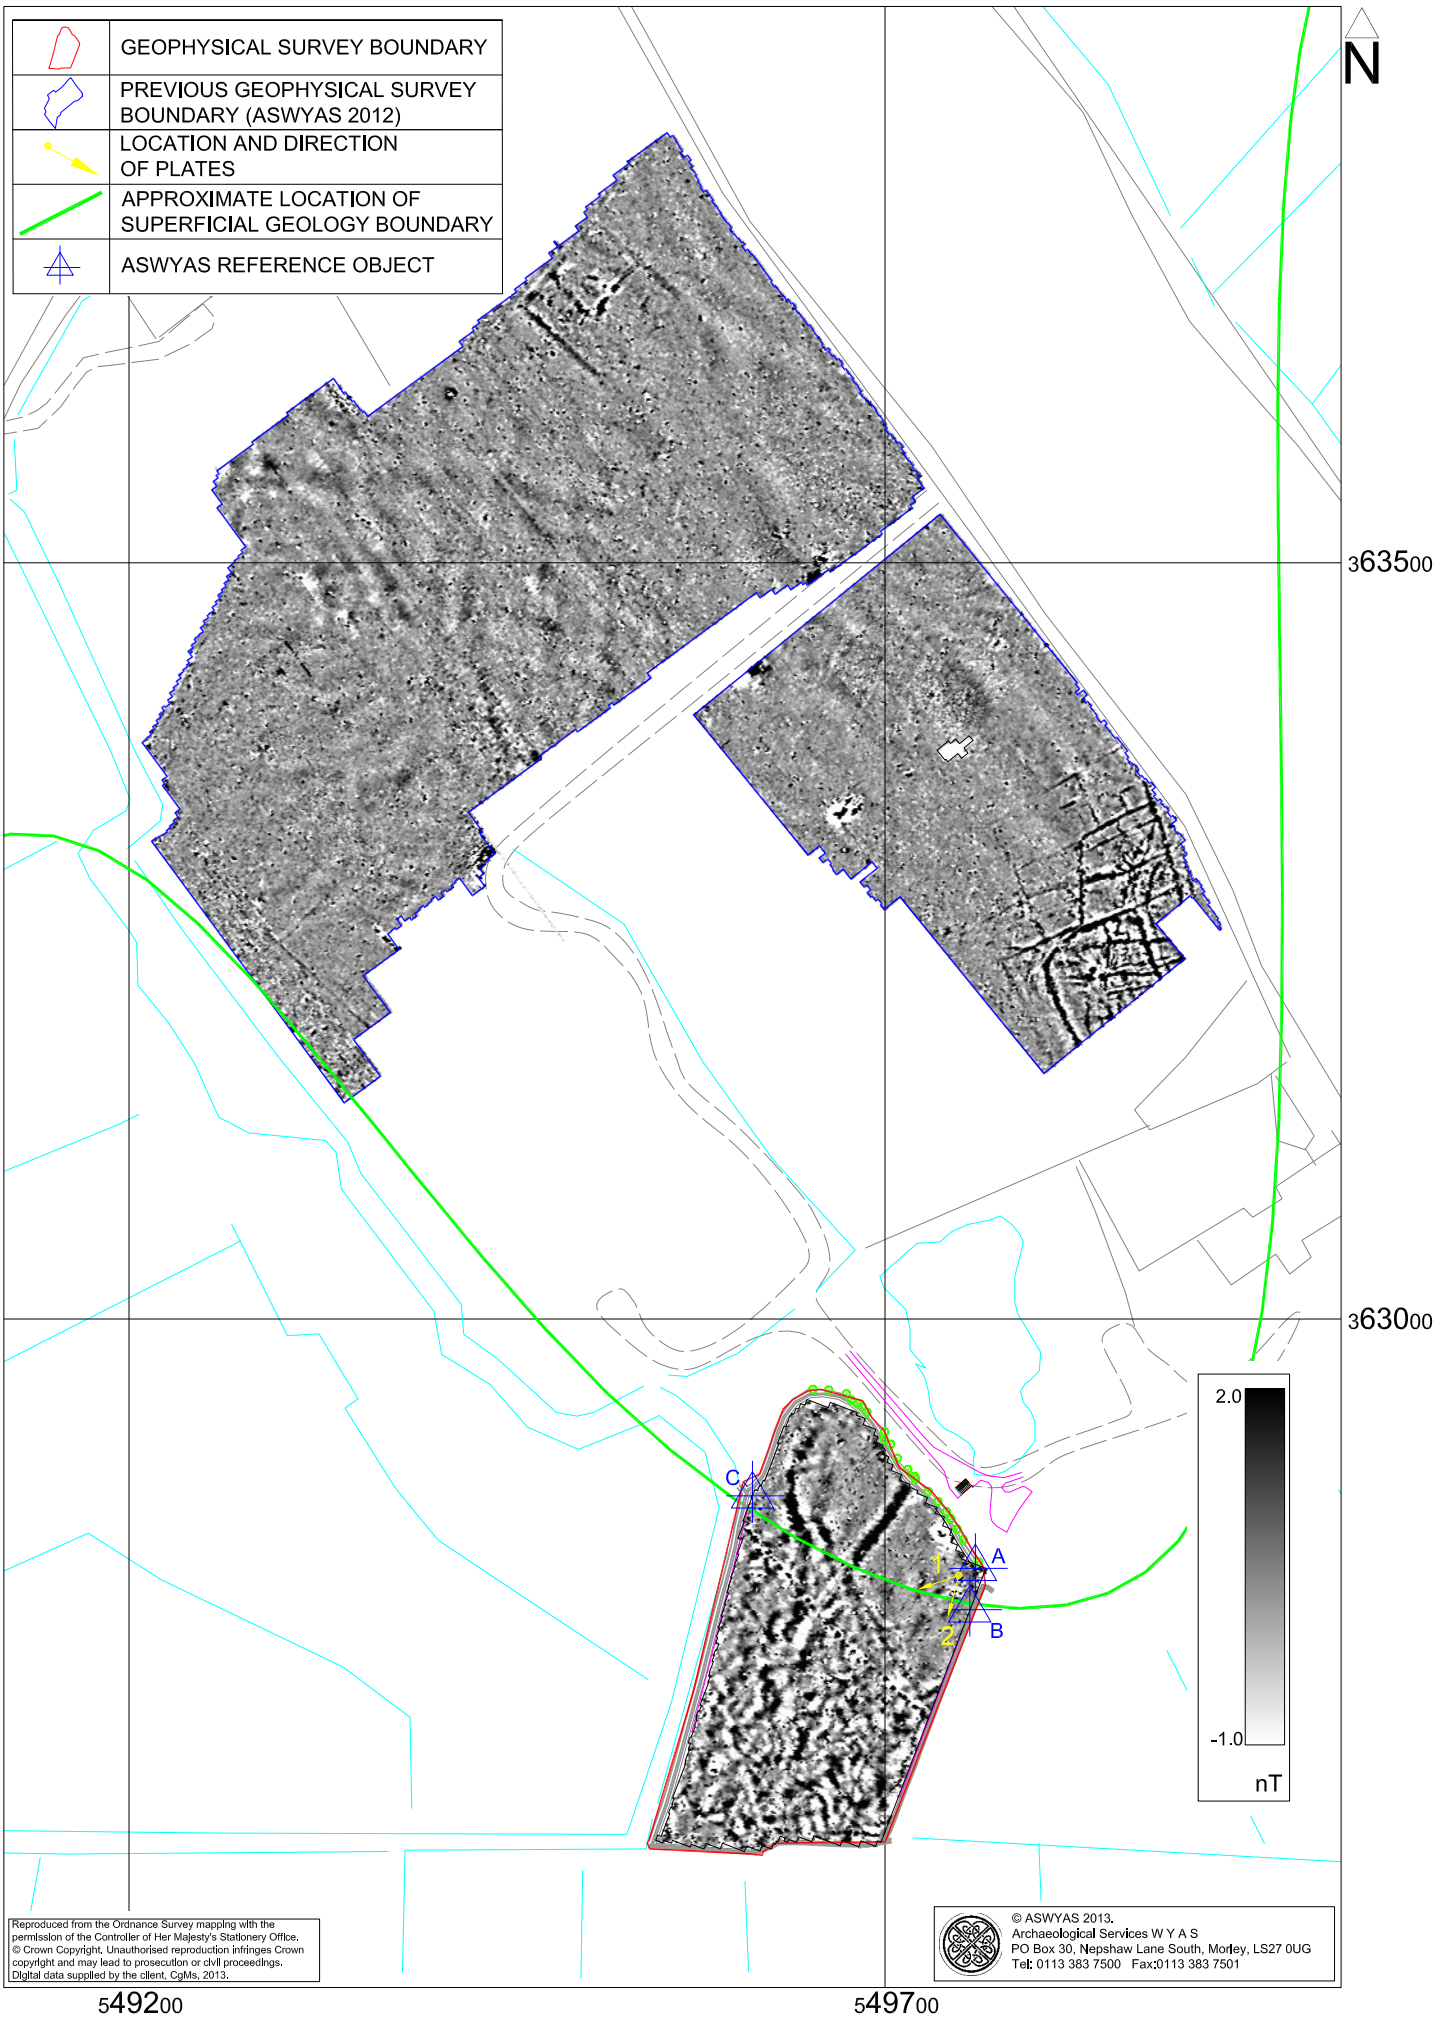 GEOPHYSICAL SURVEY BOUNDARY
PREVIOUS GEOPHYSICAL SURVEY
BOUNDARY (ASWYAS 2012)
LOCATION AND DIRECTION
OF PLATES
APPROXIMATE LOCATION OF
SUPERFICIAL GEOLOGY BOUNDARY
ASWYAS REFERENCE OBJECT
N
363500
363000
2.0
-1.0
nT
C
A
1
B
2
Reproduced from the Ordnance Survey mapping with the
permission of the Controller of Her Majesty's Stationery Office.
© Crown Copyright. Unauthorised reproduction infringes Crown
copyright and may lead to prosecution or civil proceedings.
Digital data supplied by the client, CgMs, 2013.
© ASWYAS 2013.
Archaeological Services W Y A S
PO Box 30, Nepshaw Lane South, Morley, LS27 0UG
Tel: 0113 383 7500 Fax:0113 383 7501
549200
549700